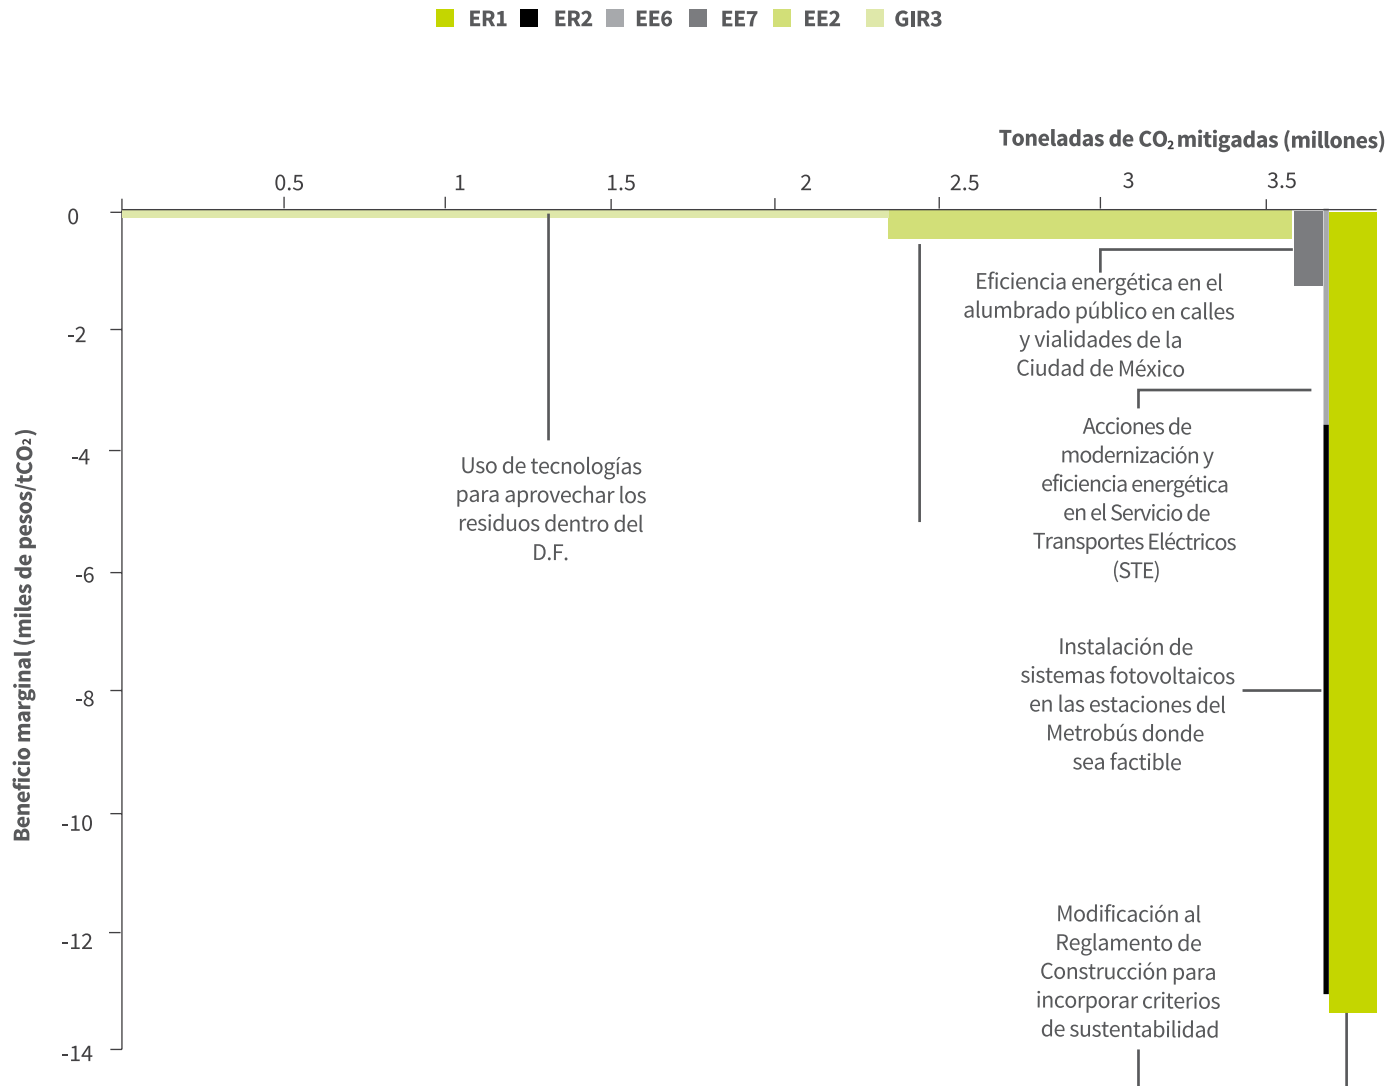 ER1 ER2 EE6 EE7 EE2 GIR3
Toneladas de CO₂ mitigadas (millones)
0.5 1 1.5 2 2.5 3 3.5
0
-2
-4
-6
-8
-10
-12
-14
Beneficio marginal (miles de pesos/tCO₂)
Uso de tecnologías
para aprovechar los
residuos dentro del
D.F.
Eficiencia energética en el
alumbrado público en calles
y vialidades de la
Ciudad de México
Acciones de
modernización y
eficiencia energética
en el Servicio de
Transportes Eléctricos
(STE)
Instalación de
sistemas fotovoltaicos
en las estaciones del
Metrobús donde
sea factible
Modificación al
Reglamento de
Construcción para
incorporar criterios
de sustentabilidad